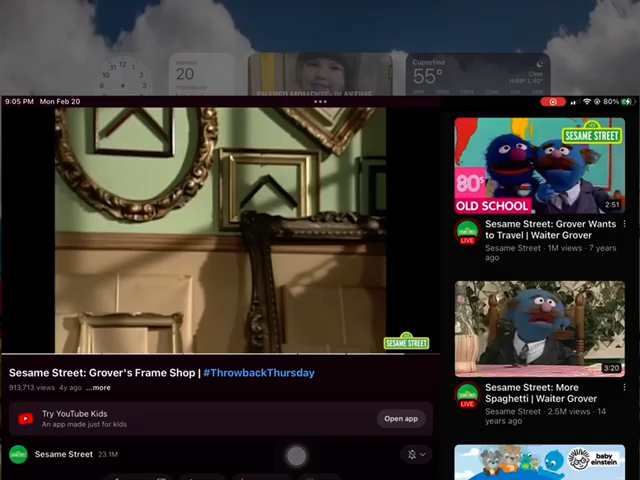 MONDAY
20
SHARED MOMENTS: PLAYTIME
Cupertino
55°
Clear
9:05 PM Mon Feb 20
80%
SESAME STREET
80s
OLD SCHOOL
2:51
Sesame Street: Grover Wants
to Travel | Waiter Grover
Sesame Street · 1M views · 7 years
ago
LIVE
3:20
Sesame Street: More
Spaghetti | Waiter Grover
Sesame Street · 2.5M views · 14
years ago
LIVE
baby
einstein
SESAME STREET
Sesame Street: Grover's Frame Shop | #ThrowbackThursday
913,713 views 4y ago ...more
Try YouTube Kids
An app made just for kids
Open app
Sesame Street 23.1M